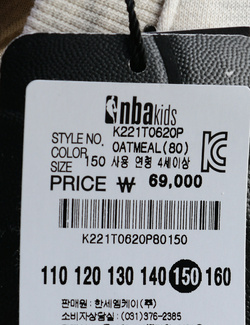 nbakids
STYLE NO. K221T0620P
COLOR OATMEAL(80)
SIZE 150 사용 연령 4세이상
PRICE ₩ 69,000
K221T0620P80150
110 120 130 140 150 160
판매원 : 한세엠케이(주)
소비자상담실 : (031)376-2385